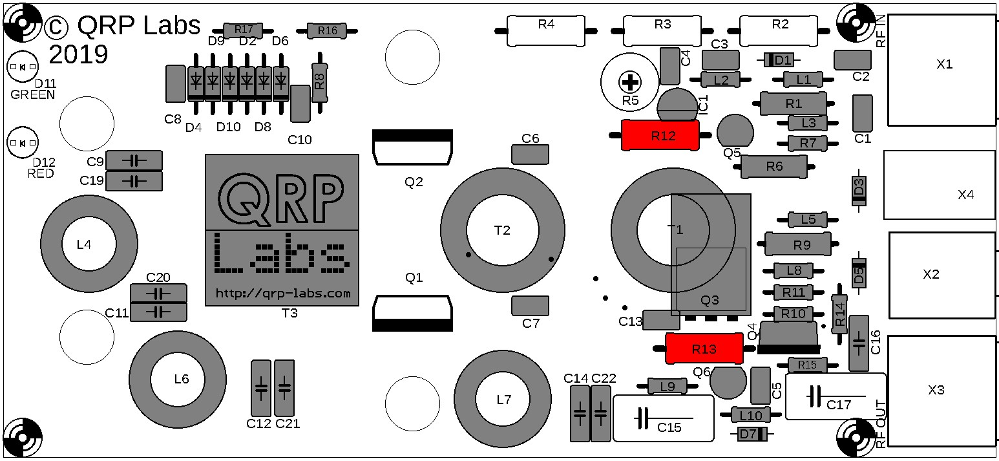 © QRP Labs
2019
R17
R16
D9
D2
D6
R4
R3
R2
RF IN
X1
D11
GREEN
C8
D4
D10
D8
C10
R8
R5
C4
C3
L2
D1
L1
C2
IC1
R1
L3
C1
R12
Q5
R7
D12
RED
C9
C19
Q2
C6
R6
D3
X4
QRP
Labs
http://qrp-labs.com
T3
L4
T2
T1
L5
R9
L8
D5
X2
C20
C11
Q1
C7
C13
Q3
R11
R10
R14
Q4
C16
R13
R15
L6
C12
C21
L7
C14
C22
L9
Q6
C5
C15
L10
D7
C17
X3
RF OUT